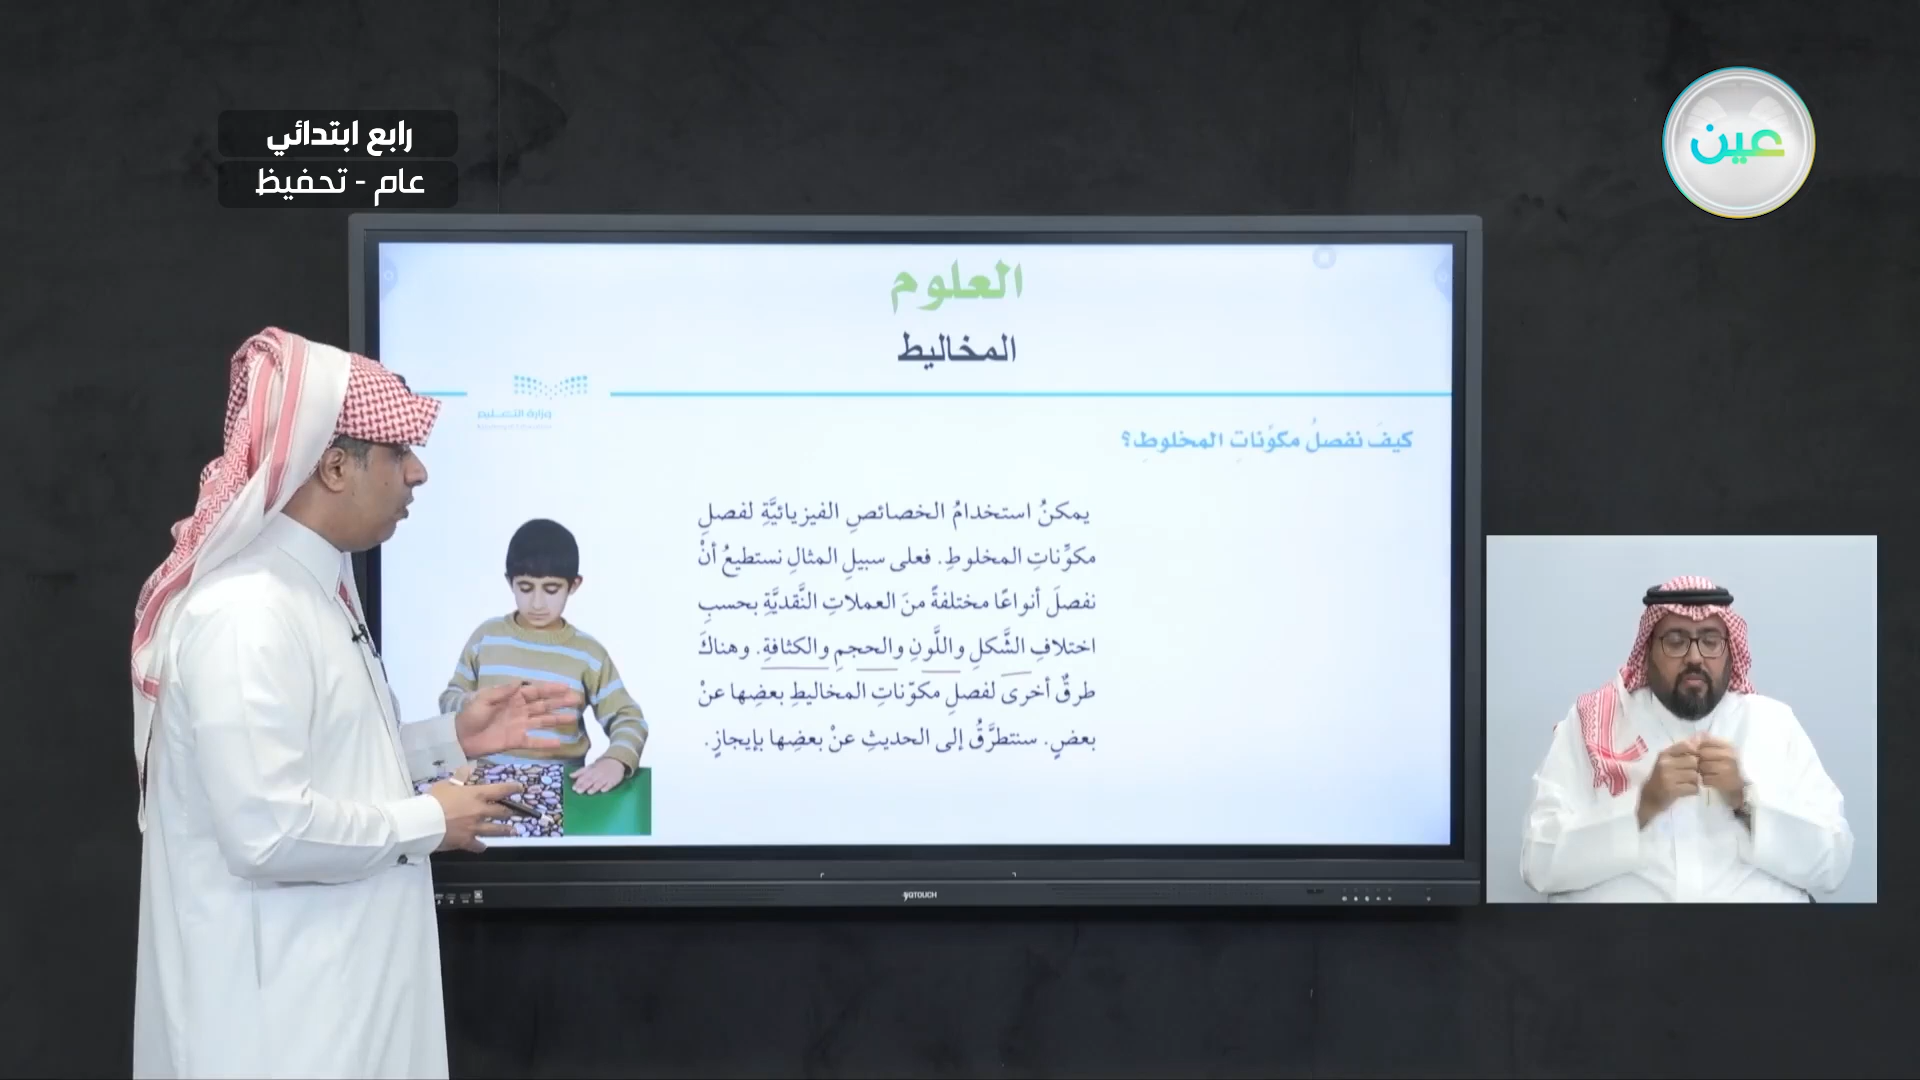 رابع ابتدائي
عام - تحفيظ
عين
العلوم
المخاليط
وزارة التعليم
كيفَ نفصلُ مكوِّناتِ المخلوطِ؟
يمكنُ استخدامُ الخصائصِ الفيزيائيَّةِ لفصلِ
مكوِّناتِ المخلوطِ. فعلى سبيلِ المثالِ نستطيعُ أنْ
نفصلَ أنواعًا مختلفةً منَ العملاتِ النَّقديَّةِ بحسبِ
اختلافِ الشَّكلِ واللَّونِ والحجمِ والكثافةِ. وهناكَ
طرقٌ أخرى لفصلِ مكوّناتِ المخاليطِ بعضِها عنْ
بعضٍ. سنتطرَّقُ إلى الحديثِ عنْ بعضِها بإيجازٍ.
IQTOUCH